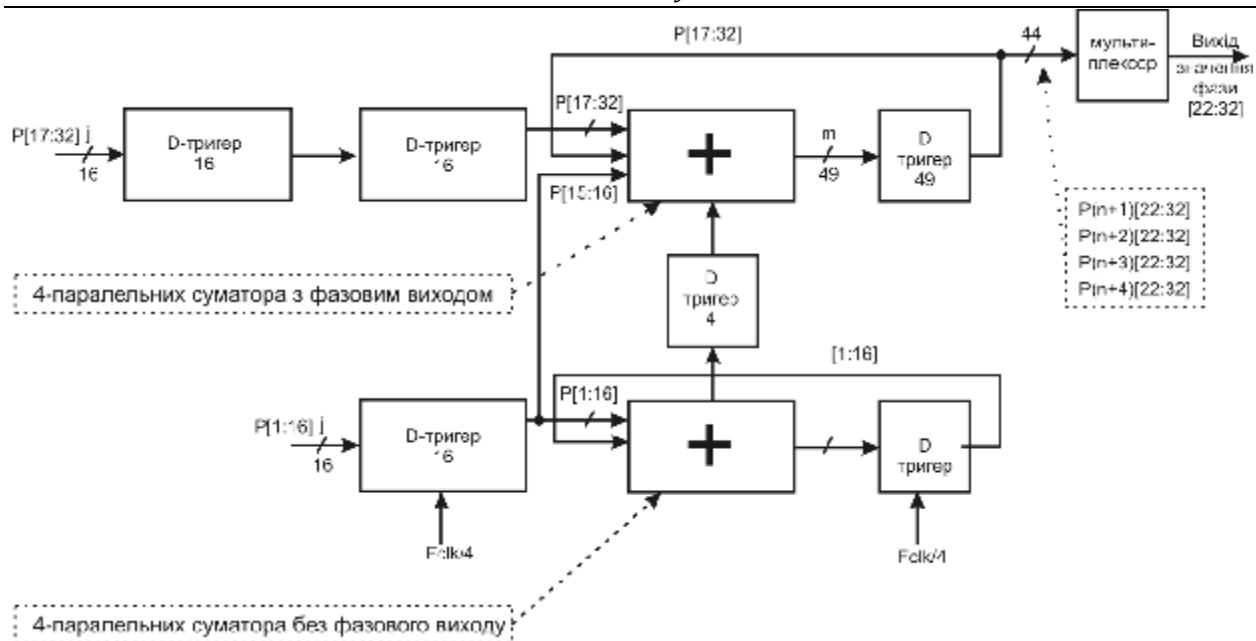 P[17:32]
44
мульти-
плекоср
Вихід
значення
фази
[22:32]
P[17:32] j
16
D-тригер
16
D-тригер
16
P[17:32]
P[15:16]
+
m
49
D
тригер
49
P(n+1)[22:32]
P(n+2)[22:32]
P(n+3)[22:32]
P(n+4)[22:32]
4-паралельних суматора з фазовим виходом
D
тригер
4
[1:16]
P[1:16] j
16
D-тригер
16
P[1:16]
+
D
тригер
Fclk/4
Fclk/4
4-паралельних суматора без фазового виходу